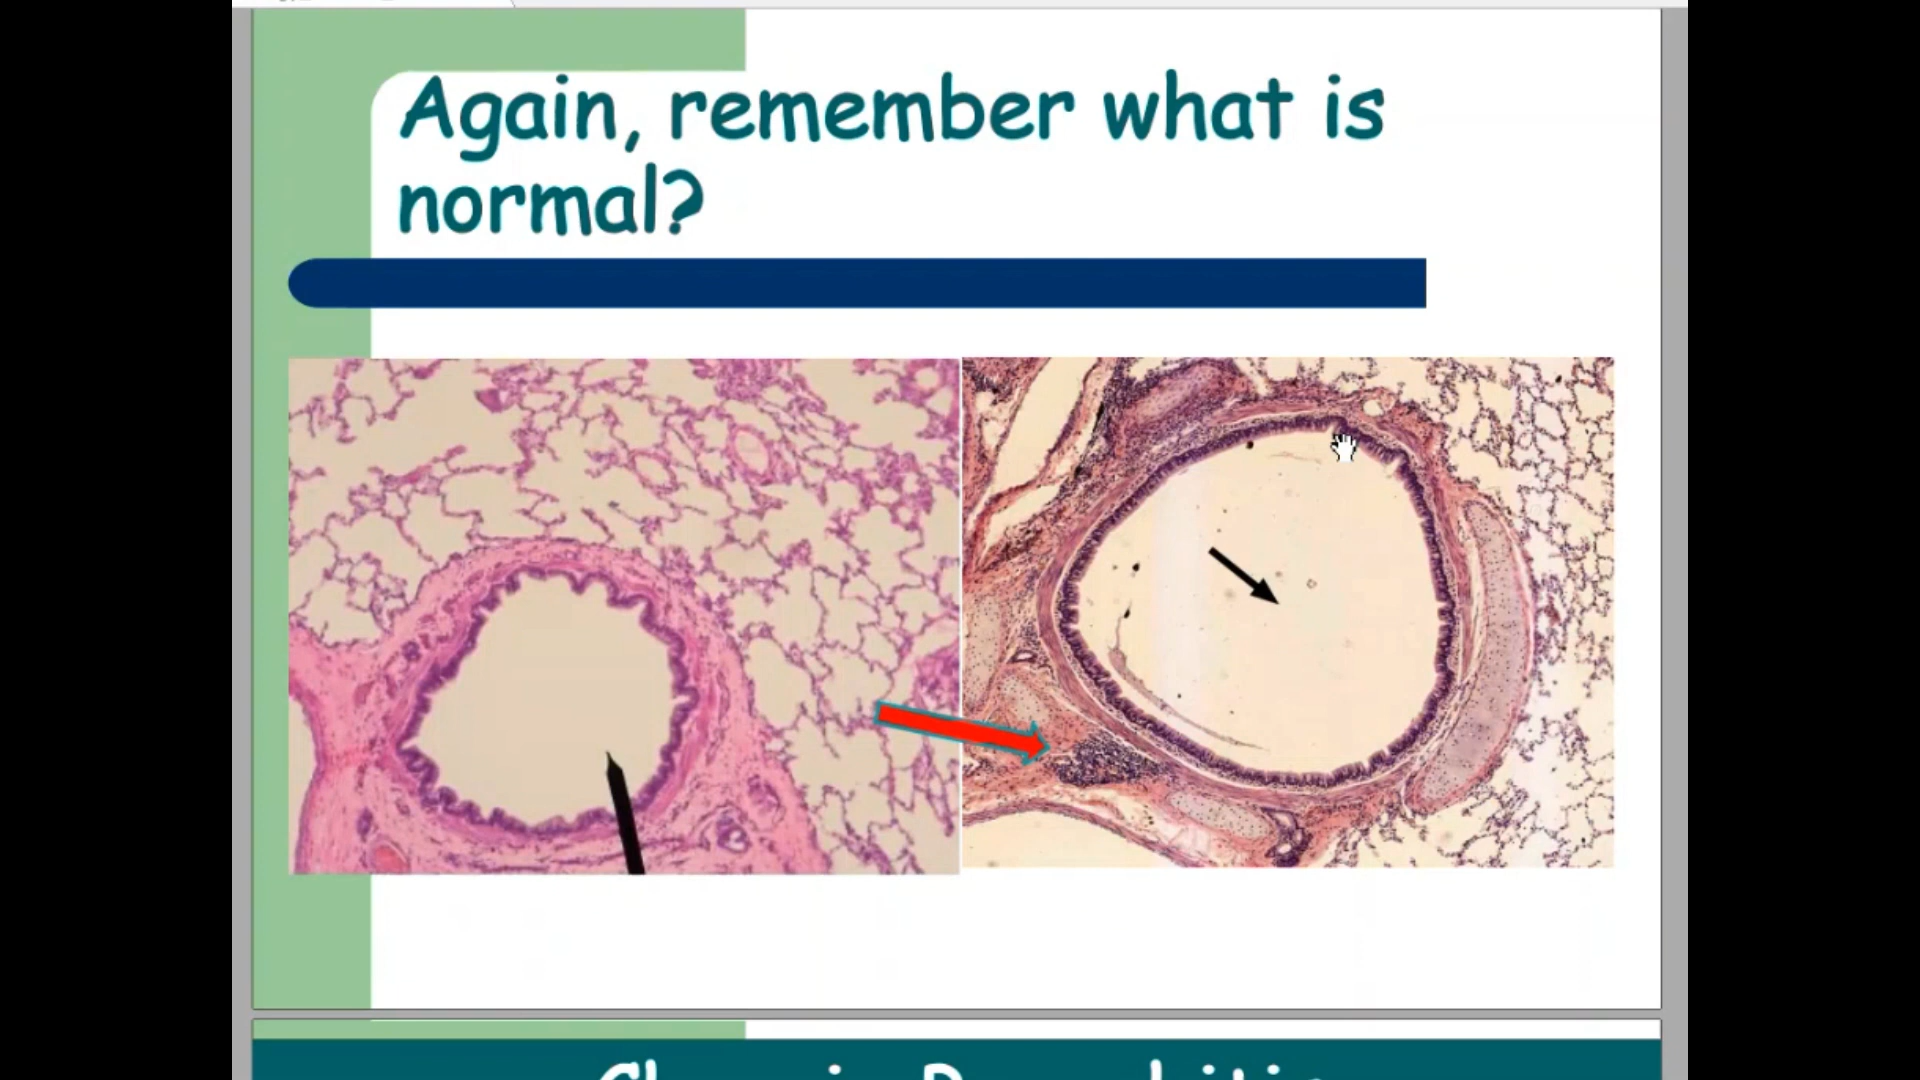 Again, remember what is
normal?